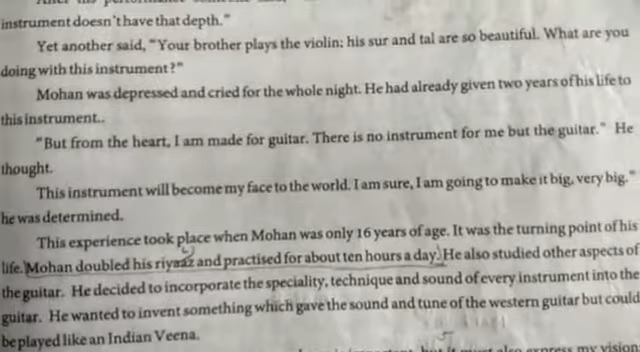 instrument doesn't have that depth."
Yet another said, "Your brother plays the violin; his sur and tal are so beautiful. What are you
doing with this instrument?"
Mohan was depressed and cried for the whole night. He had already given two years of his life to
this instrument..
"But from the heart, I am made for guitar. There is no instrument for me but the guitar." He
thought.
This instrument will become my face to the world. I am sure, I am going to make it big, very big."
he was determined.
This experience took place when Mohan was only 16 years of age. It was the turning point of his
life. Mohan doubled his riyaaz and practised for about ten hours a day. He also studied other aspects of
the guitar. He decided to incorporate the speciality, technique and sound of every instrument into the
guitar. He wanted to invent something which gave the sound and tune of the western guitar but could
be played like an Indian Veena.
also express my vision